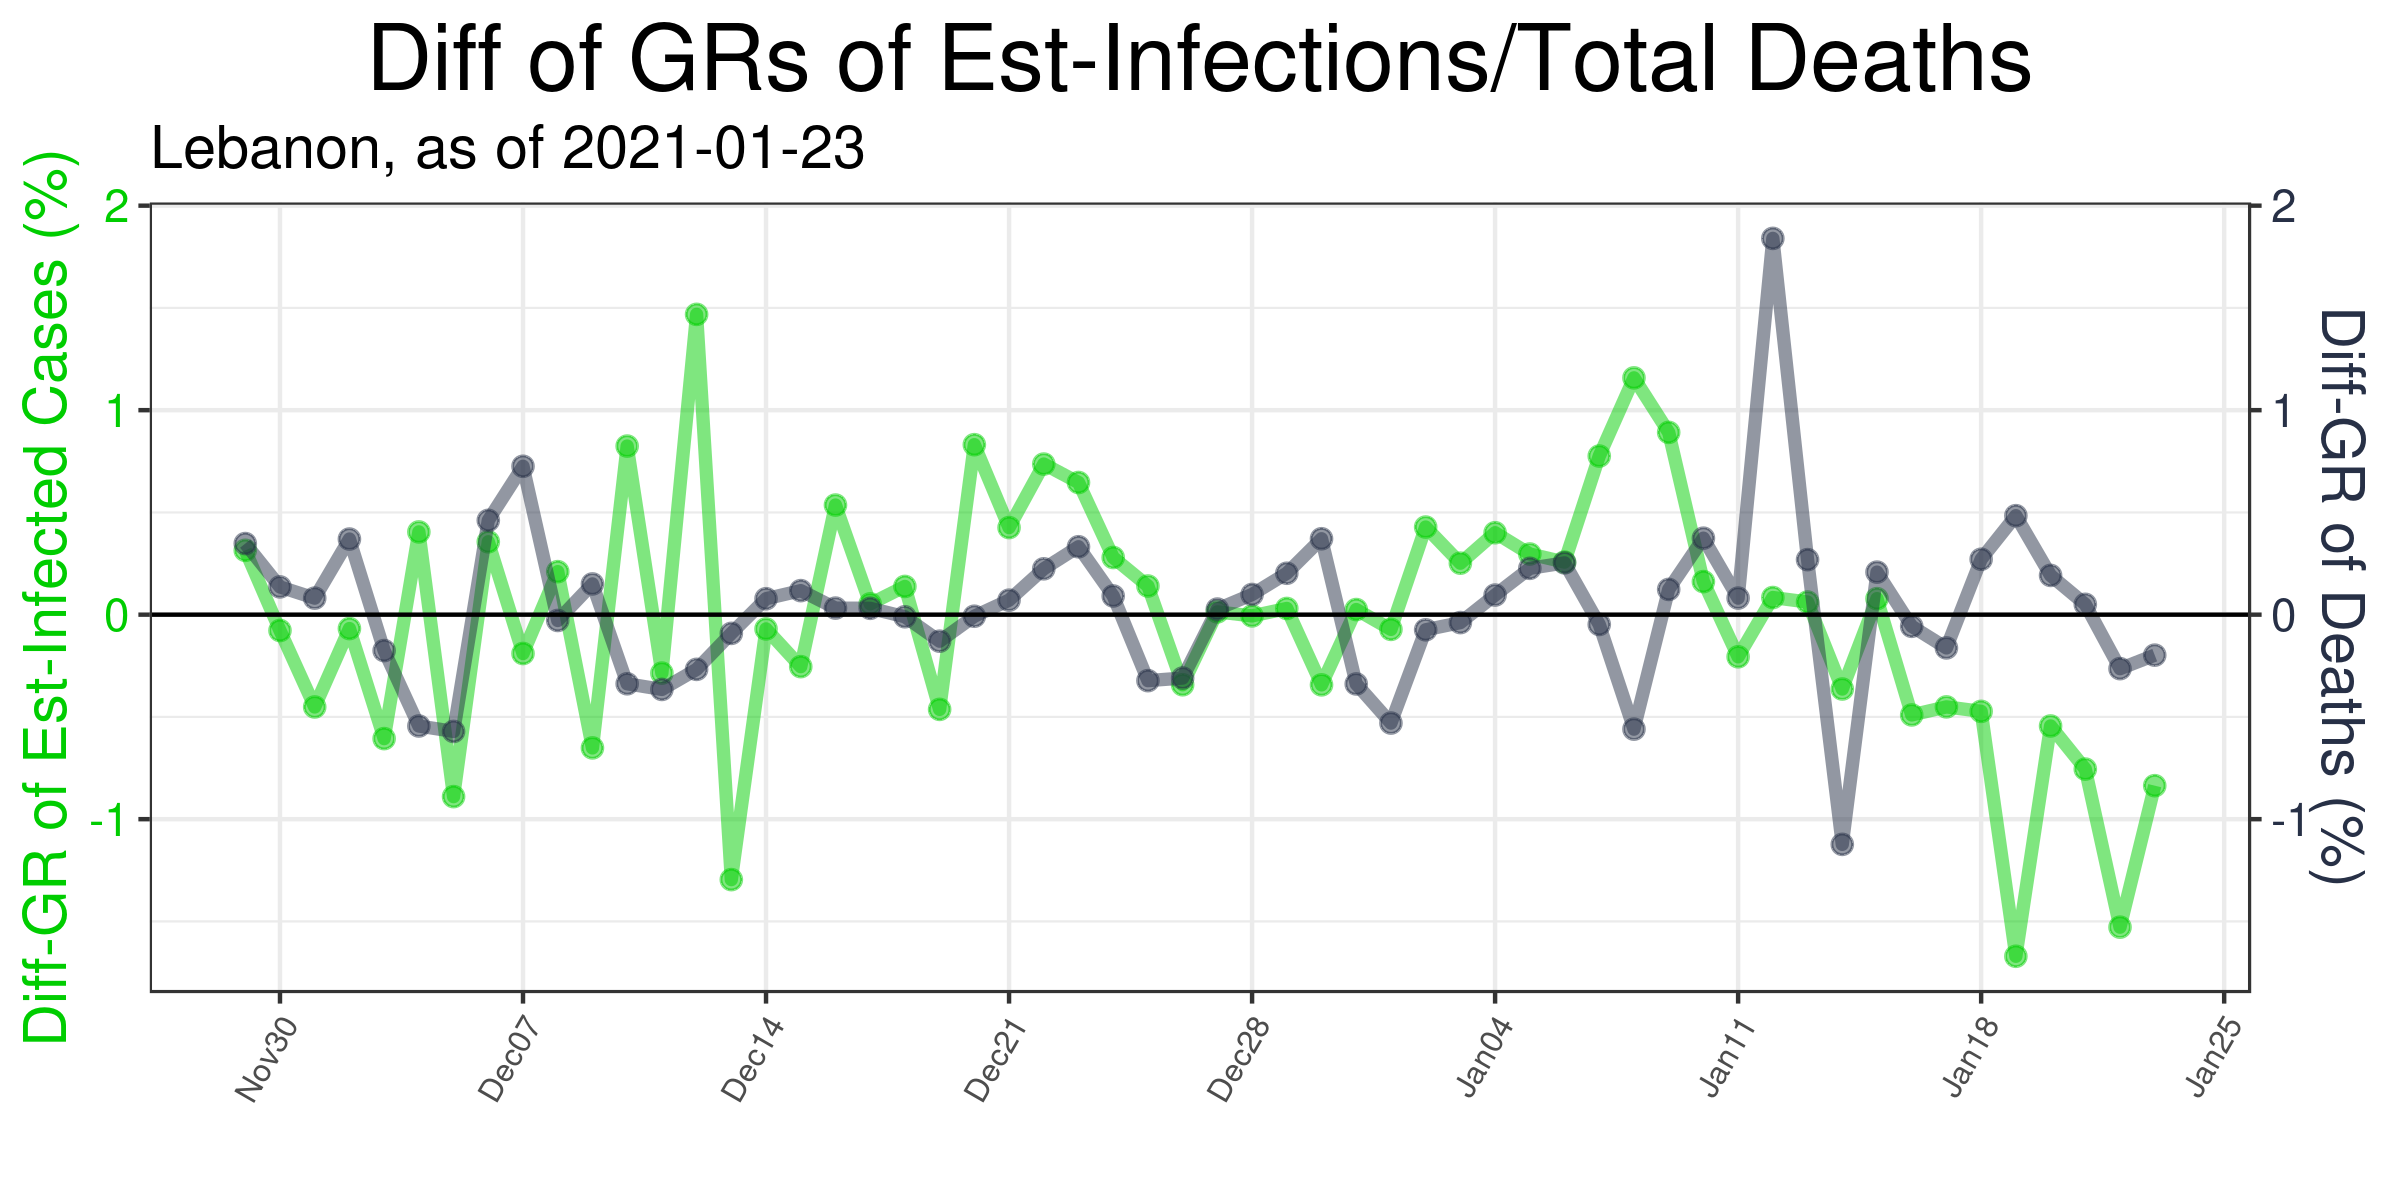 Diff of GRs of Est-Infections/Total Deaths
Lebanon, as of 2021-01-23
Diff-GR of Est-Infected Cases (%)
2
1
0
-1
2
1
0
-1
Diff-GR of Deaths (%)
Nov30
Dec07
Dec14
Dec21
Dec28
Jan04
Jan11
Jan18
Jan25